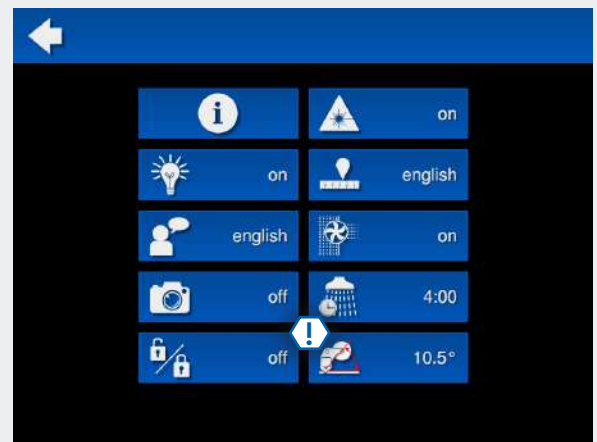 i on
on english
english on
off 4:00
! off 10.5°